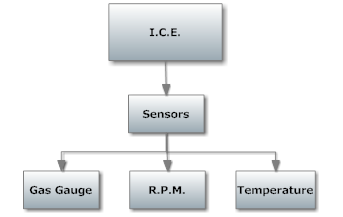 I.C.E.
Sensors
Gas Gauge
R.P.M.
Temperature